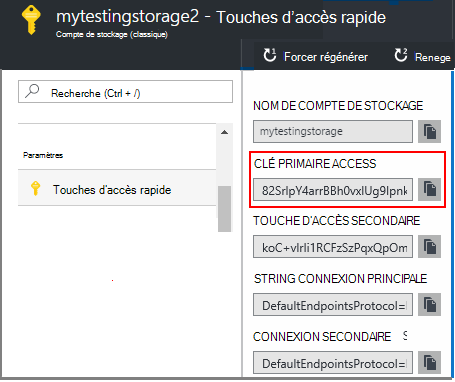 mytestingstorage2 - Touches d'accès rapide
Compte de stockage (classique)
Forcer régénérer
Renege
Recherche (Ctrl + /)
Paramètres
Touches d'accès rapide
NOM DE COMPTE DE STOCKAGE
mytestingstorage
CLÉ PRIMAIRE ACCESS
82SrlpY4arrBBh0vxlUg9lpnk
TOUCHE D'ACCÈS SECONDAIRE
koC+vlrIi1RCFzSzPqxQpOm
STRING CONNEXION PRINCIPALE
DefaultEndpointsProtocol=
CONNEXION SECONDAIRE S
DefaultEndpointsProtocol=